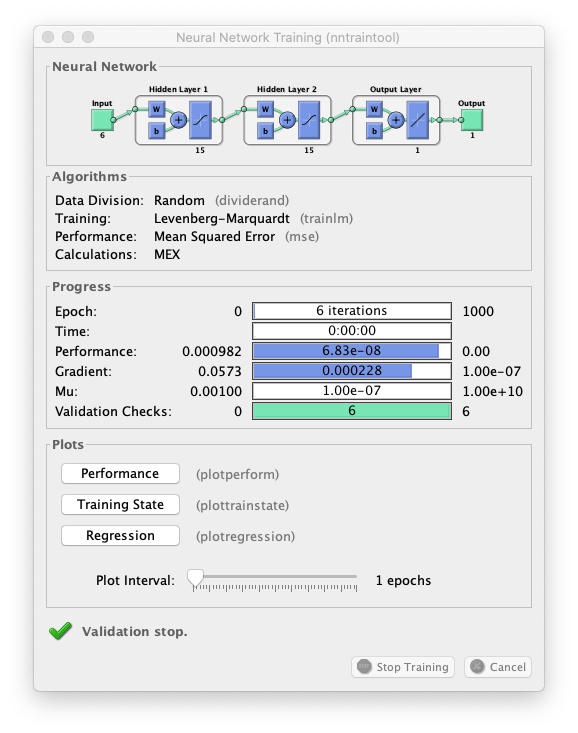 Neural Network Training (nntraintool)
Neural Network
Hidden Layer 1 Hidden Layer 2 Output Layer
Input Output
W W W
+ + +
b b b
6 15 15 1 1
Algorithms
Data Division: Random (dividerand)
Training: Levenberg-Marquardt (trainlm)
Performance: Mean Squared Error (mse)
Calculations: MEX
Progress
Epoch: 0 6 iterations 1000
Time: 0:00:00
Performance: 0.000982 6.83e-08 0.00
Gradient: 0.0573 0.000228 1.00e-07
Mu: 0.00100 1.00e-07 1.00e+10
Validation Checks: 0 6 6
Plots
Performance (plotperform)
Training State (plottrainstate)
Regression (plotregression)
Plot Interval: 1 epochs
Validation stop.
Stop Training Cancel